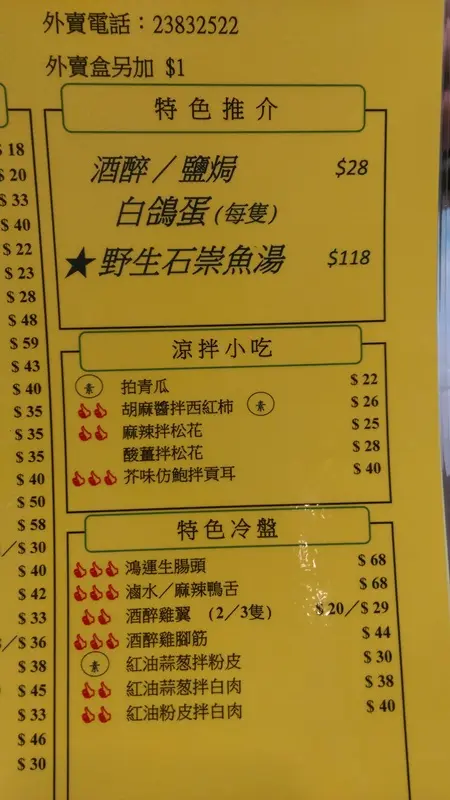 外賣電話：23832522
外賣盒另加 $1
特色推介
酒醉／鹽焗 $28
白鴿蛋(每隻)
★野生石崇魚湯 $118
涼拌小吃
素 拍青瓜 $22
胡麻醬拌西紅柿 素 $26
麻辣拌松花 $25
酸薑拌松花 $28
芥味仿鮑拌貢耳 $40
特色冷盤
鴻運生腸頭 $68
滷水／麻辣鴨舌 $68
酒醉雞翼 (2／3隻) $20／$29
酒醉雞腳筋 $44
素 紅油蒜葱拌粉皮 $30
紅油蒜葱拌白肉 $38
紅油粉皮拌白肉 $40
$ 18
$ 20
$ 33
$ 40
$ 22
$ 23
$ 28
$ 48
$ 59
$ 43
$ 40
$ 35
$ 35
$ 35
$ 40
$ 50
$ 58
／$ 30
$ 40
$ 42
$ 33
／$ 36
$ 38
$ 45
$ 33
$ 46
$ 30